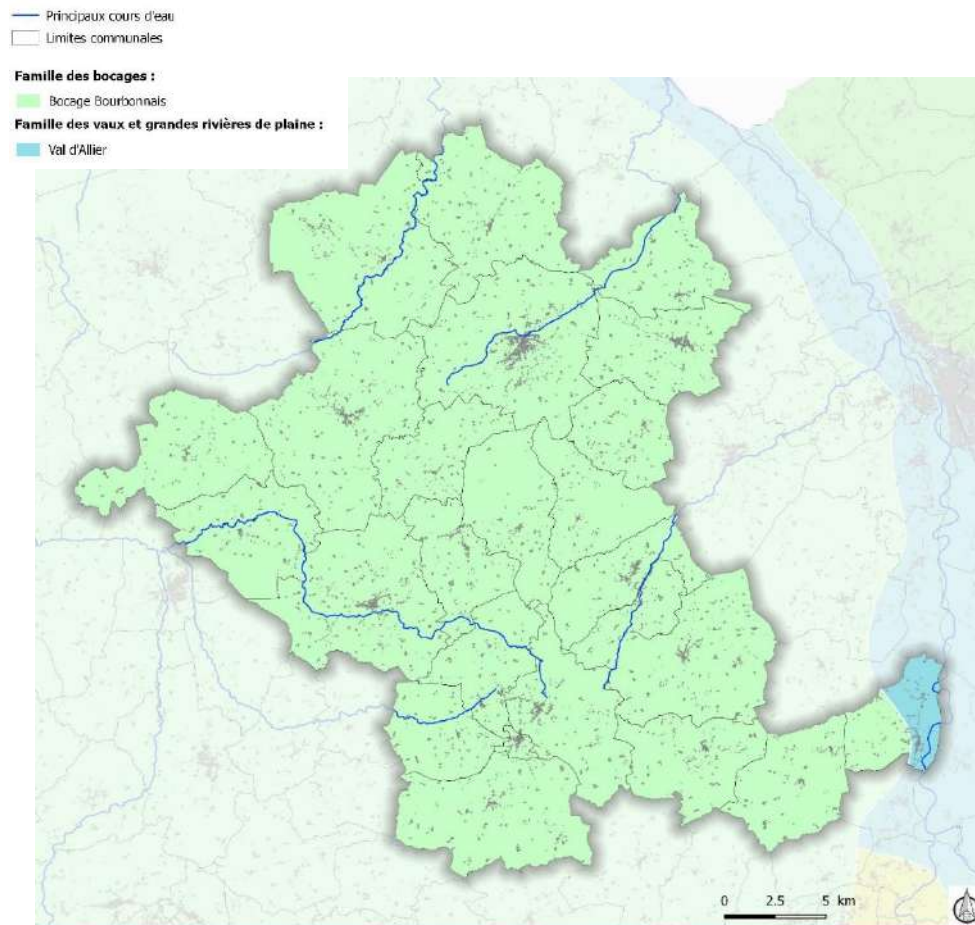 Principaux cours d'eau
Limites communales
Famille des bocages :
Bocage Bourbonnais
Famille des vaux et grandes rivières de plaine :
Val d'Allier
0 2.5 5 km